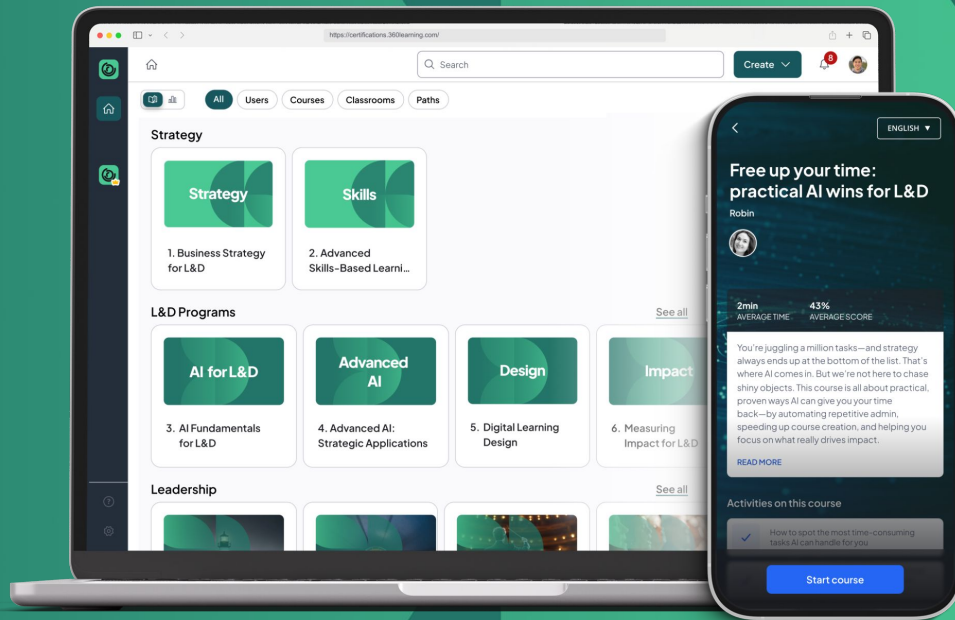 https://certifications.360learning.com/
Search
Create
8
All
Users
Courses
Classrooms
Paths
Strategy
Strategy
Skills
1. Business Strategy
for L&D
2. Advanced
Skills-Based Learni...
L&D Programs
See all
AI for L&D
Advanced
AI
Design
Impact
3. AI Fundamentals
for L&D
4. Advanced AI:
Strategic Applications
5. Digital Learning
Design
6. Measuring
Impact for L&D
Leadership
See all
ENGLISH
Free up your time:
practical AI wins for L&D
Robin
2min
AVERAGE TIME
43%
AVERAGE SCORE
You're juggling a million tasks—and strategy
always ends up at the bottom of the list. That's
where AI comes in. But we're not here to chase
shiny objects. This course is all about practical,
proven ways AI can give you your time
back—by automating repetitive admin,
speeding up course creation, and helping you
focus on what really drives impact.
READ MORE
Activities on this course
How to spot the most time-consuming
tasks AI can handle for you
Start course